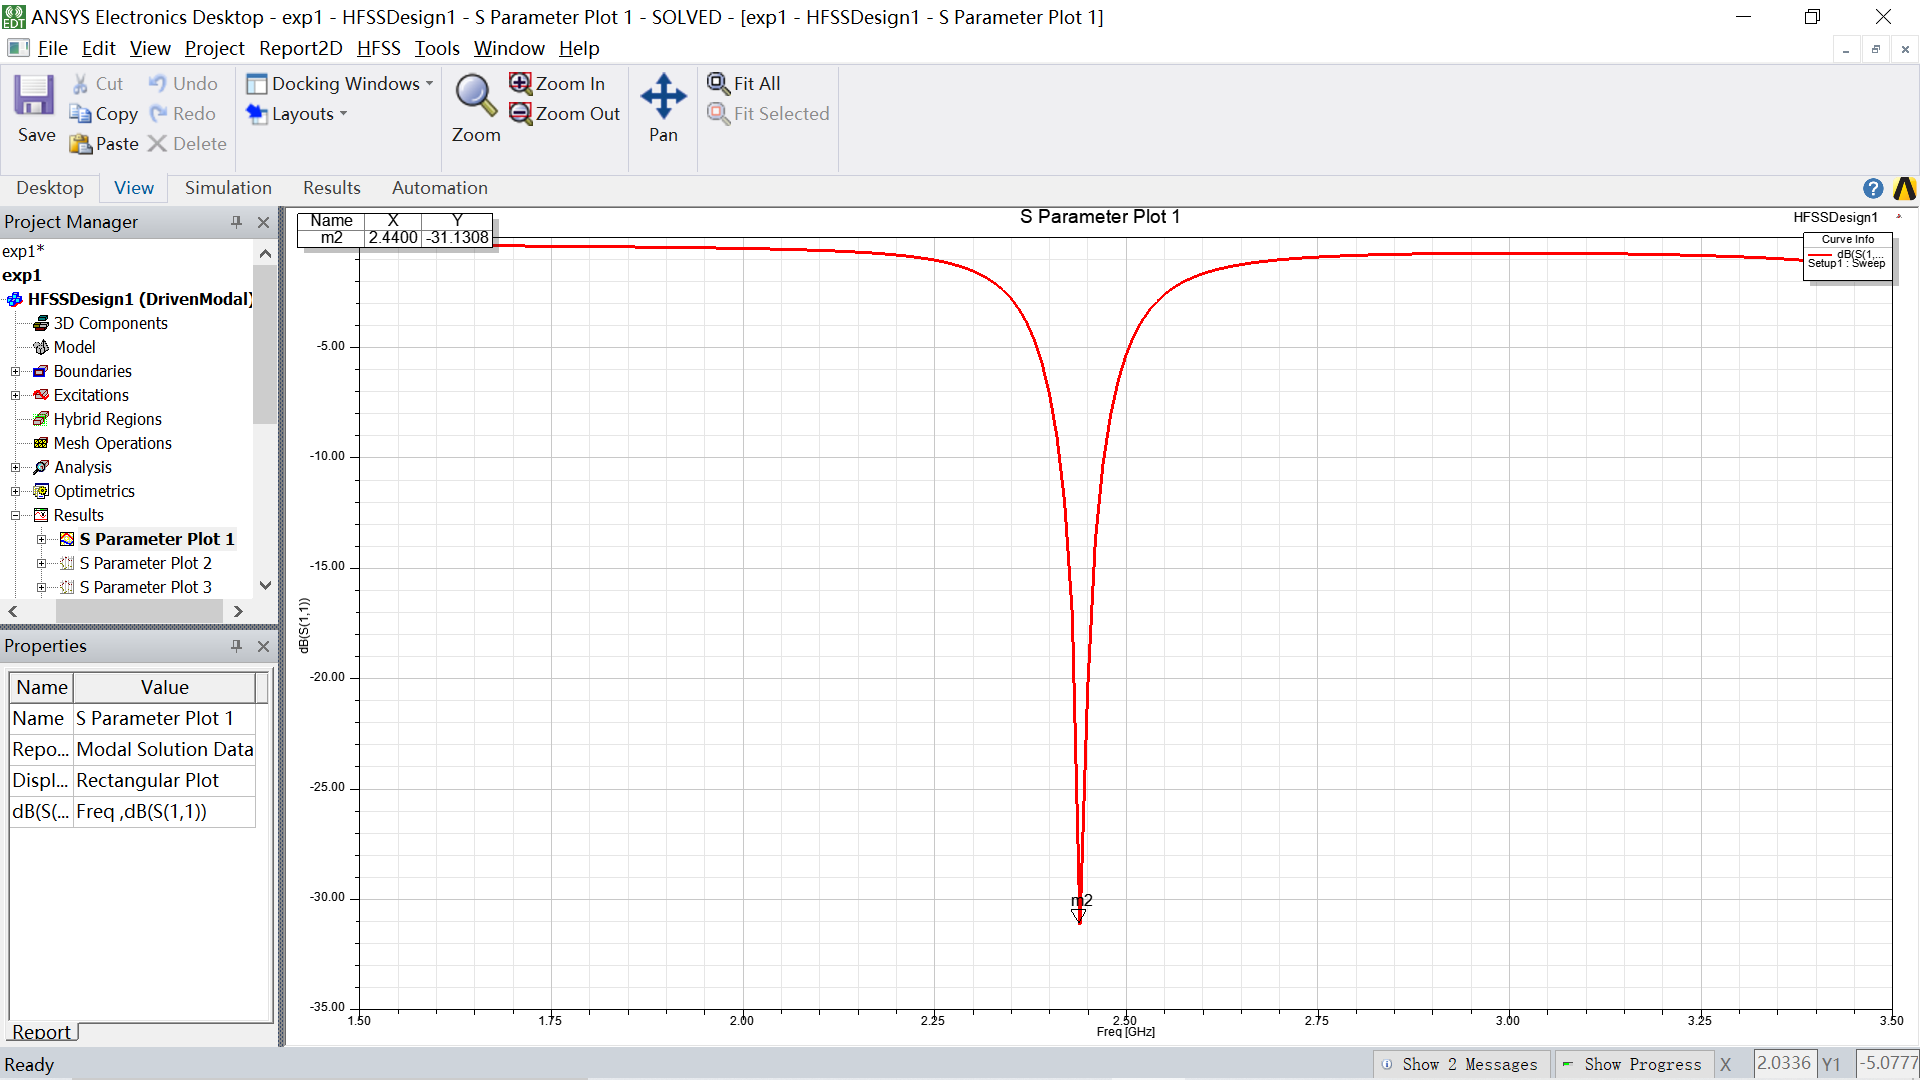 ANSYS Electronics Desktop - exp1 - HFSSDesign1 - S Parameter Plot 1 - SOLVED - [exp1 - HFSSDesign1 - S Parameter Plot 1]
File Edit View Project Report2D HFSS Tools Window Help
Save
Cut
Copy
Paste
Undo
Redo
Delete
Docking Windows
Layouts
Zoom
Zoom In
Zoom Out
Pan
Fit All
Fit Selected
Desktop View Simulation Results Automation
Project Manager
exp1*
exp1
HFSSDesign1 (DrivenModal)
3D Components
Model
Boundaries
Excitations
Hybrid Regions
Mesh Operations
Analysis
Optimetrics
Results
S Parameter Plot 1
S Parameter Plot 2
S Parameter Plot 3
Properties
Name Value
Name S Parameter Plot 1
Repo... Modal Solution Data
Displ... Rectangular Plot
dB(S(... Freq ,dB(S(1,1))
Report
S Parameter Plot 1
HFSSDesign1
Name X Y
m2 2.4400 -31.1308
Curve Info
dB(S(1,...
Setup1 : Sweep
-5.00
-10.00
-15.00
-20.00
-25.00
-30.00
-35.00
dB(S(1,1))
m2
1.50 1.75 2.00 2.25 2.50 2.75 3.00 3.25 3.50
Freq [GHz]
Ready
Show 2 Messages
Show Progress
X 2.0336 Y1 -5.0777
EDT